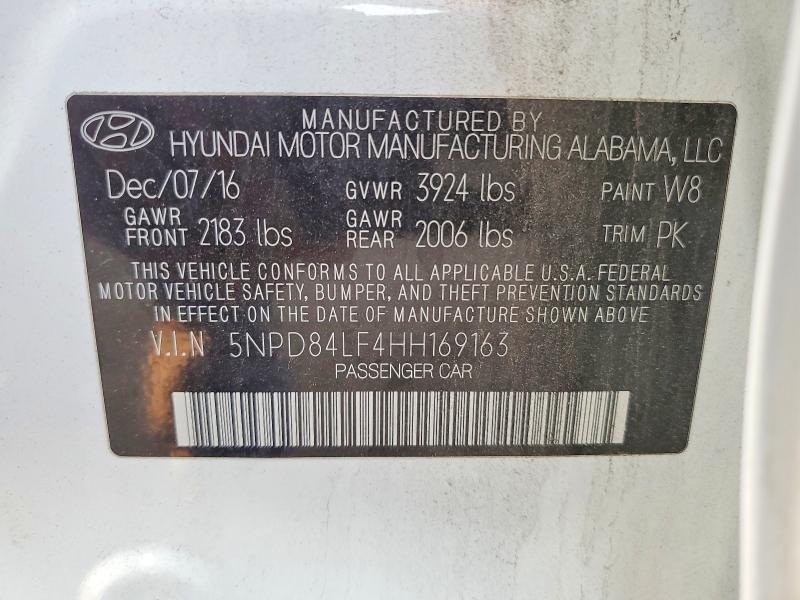 MANUFACTURED BY
HYUNDAI MOTOR MANUFACTURING ALABAMA, LLC
Dec/07/16 GVWR 3924 lbs PAINT W8
GAWR FRONT 2183 lbs GAWR REAR 2006 lbs TRIM PK
THIS VEHICLE CONFORMS TO ALL APPLICABLE U.S.A. FEDERAL
MOTOR VEHICLE SAFETY, BUMPER, AND THEFT PREVENTION STANDARDS
IN EFFECT ON THE DATE OF MANUFACTURE SHOWN ABOVE
V.I.N 5NPD84LF4HH169163
PASSENGER CAR